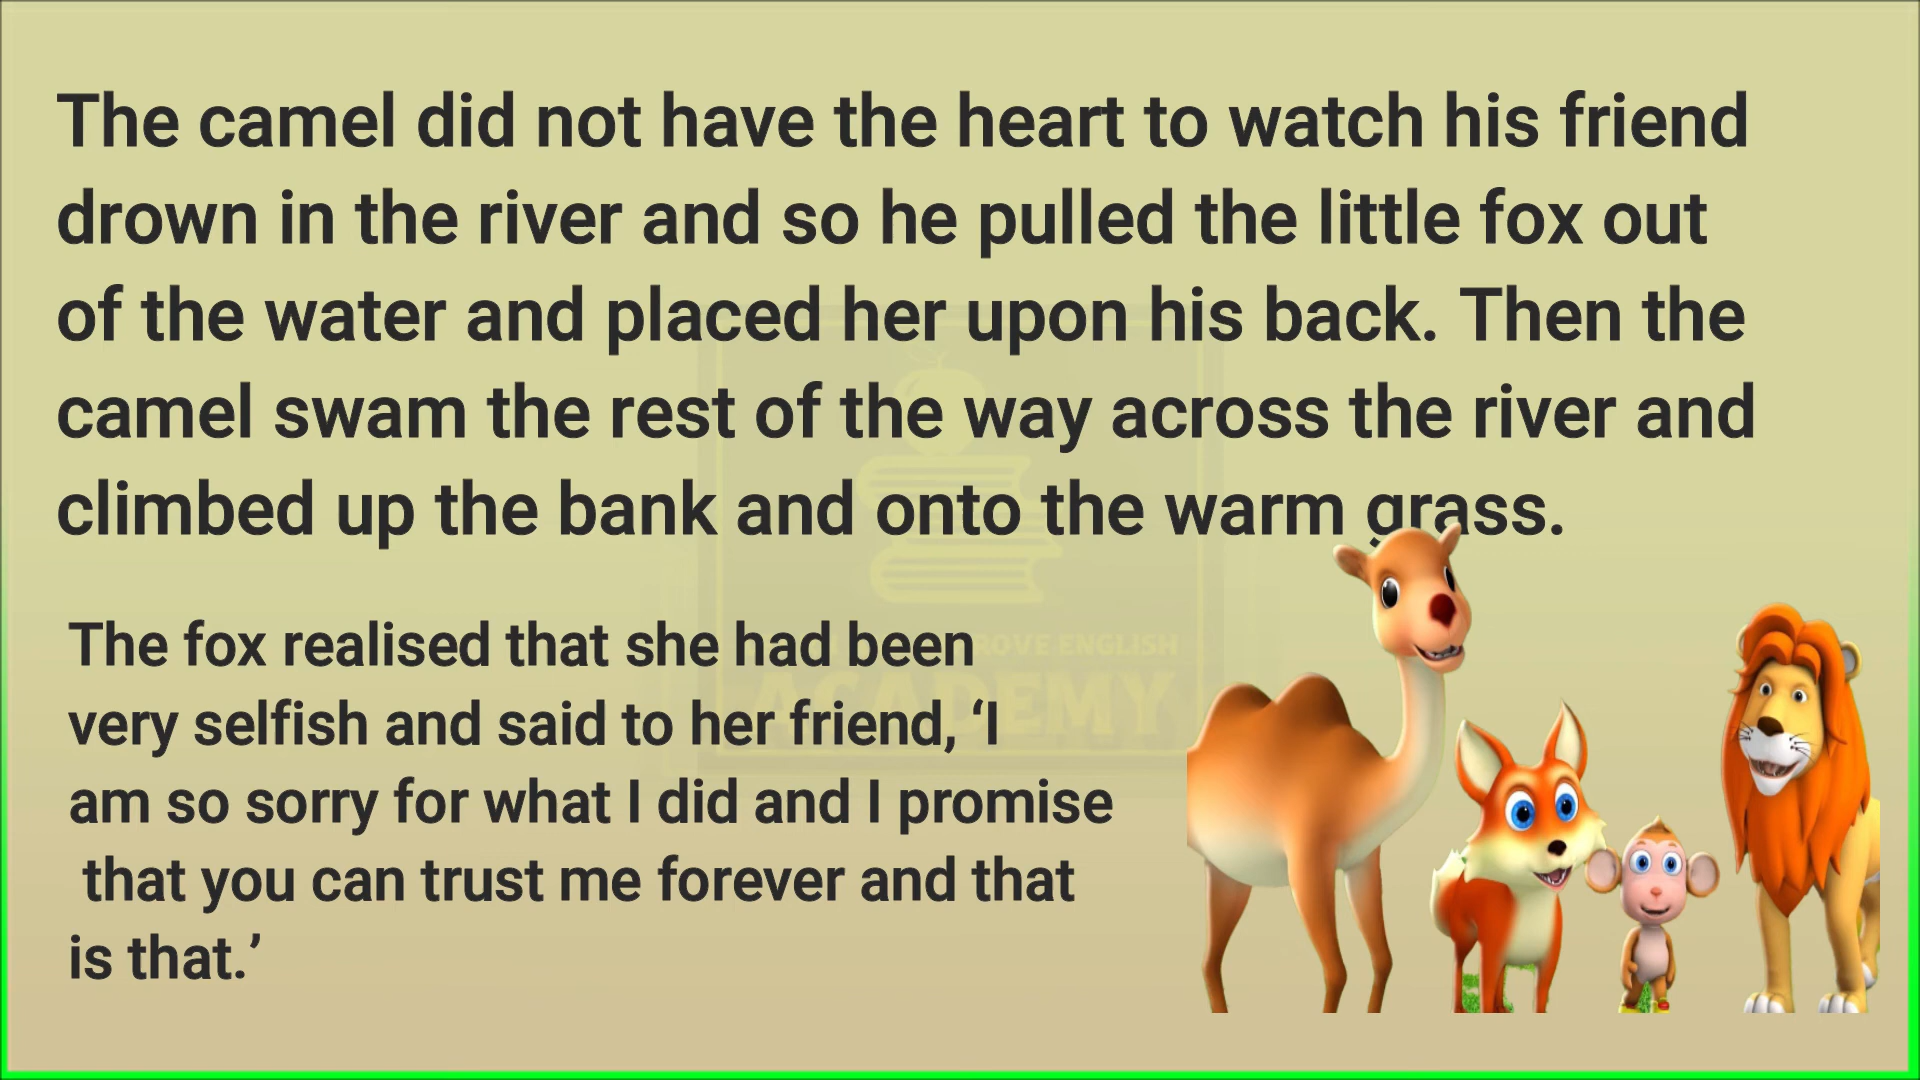 The camel did not have the heart to watch his friend
drown in the river and so he pulled the little fox out
of the water and placed her upon his back. Then the
camel swam the rest of the way across the river and
climbed up the bank and onto the warm grass.
The fox realised that she had been
very selfish and said to her friend, ‘I
am so sorry for what I did and I promise
that you can trust me forever and that
is that.’
ENGLISH
ACADEMY